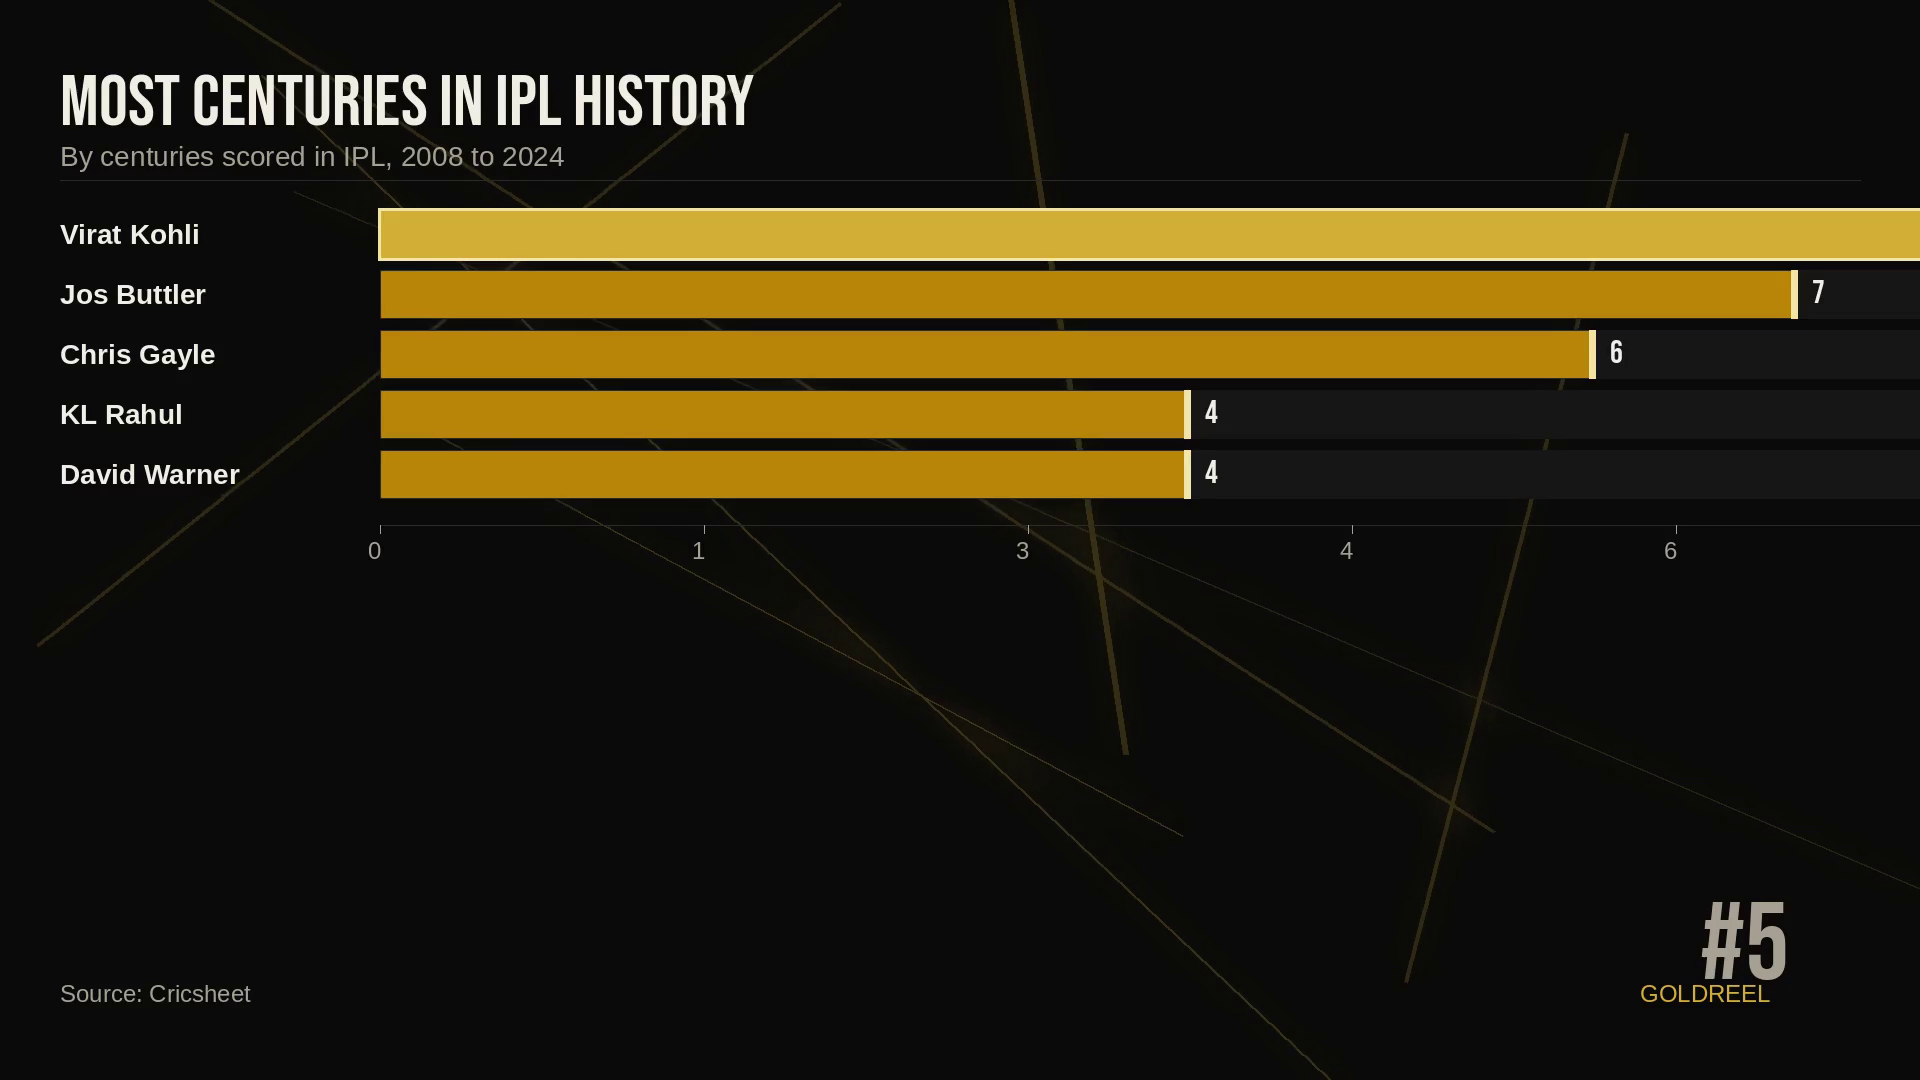 MOST CENTURIES IN IPL HISTORY
By centuries scored in IPL, 2008 to 2024
Virat Kohli
Jos Buttler 7
Chris Gayle 6
KL Rahul 4
David Warner 4
0 1 3 4 6
#5
Source: Cricsheet GOLDREEL